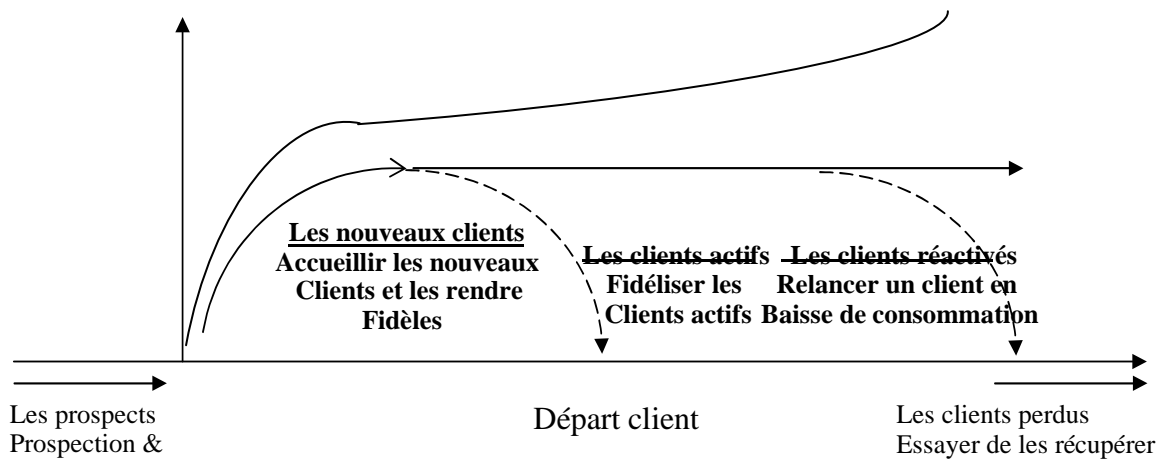 Les nouveaux clients
Accueillir les nouveaux
Clients et les rendre
Fidèles
Les clients actifs
Fidéliser les
Clients actifs
Les clients réactivés
Relancer un client en
Baisse de consommation
Les prospects
Prospection &
Départ client
Les clients perdus
Essayer de les récupérer